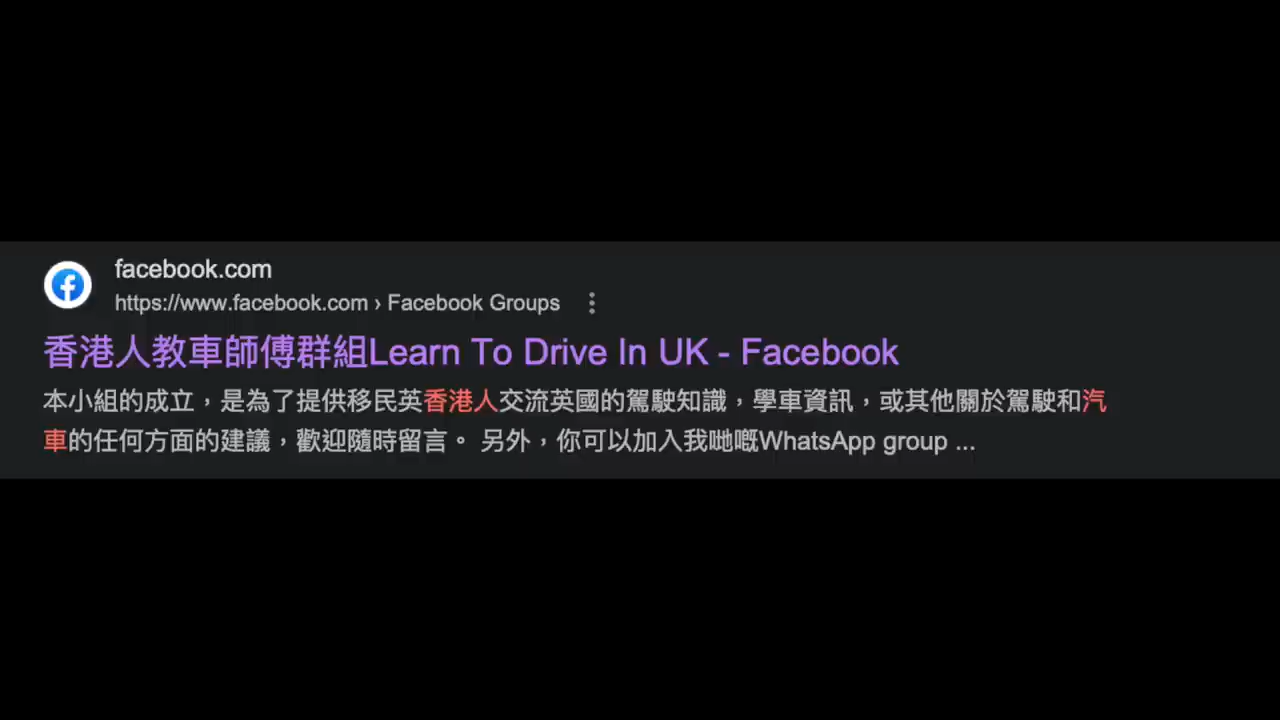 facebook.com
https://www.facebook.com › Facebook Groups
香港人教車師傅群組Learn To Drive In UK - Facebook
本小組的成立，是為了提供移民英香港人交流英國的駕駛知識，學車資訊，或其他關於駕駛和汽
車的任何方面的建議，歡迎隨時留言。 另外，你可以加入我哋嘅WhatsApp group ...